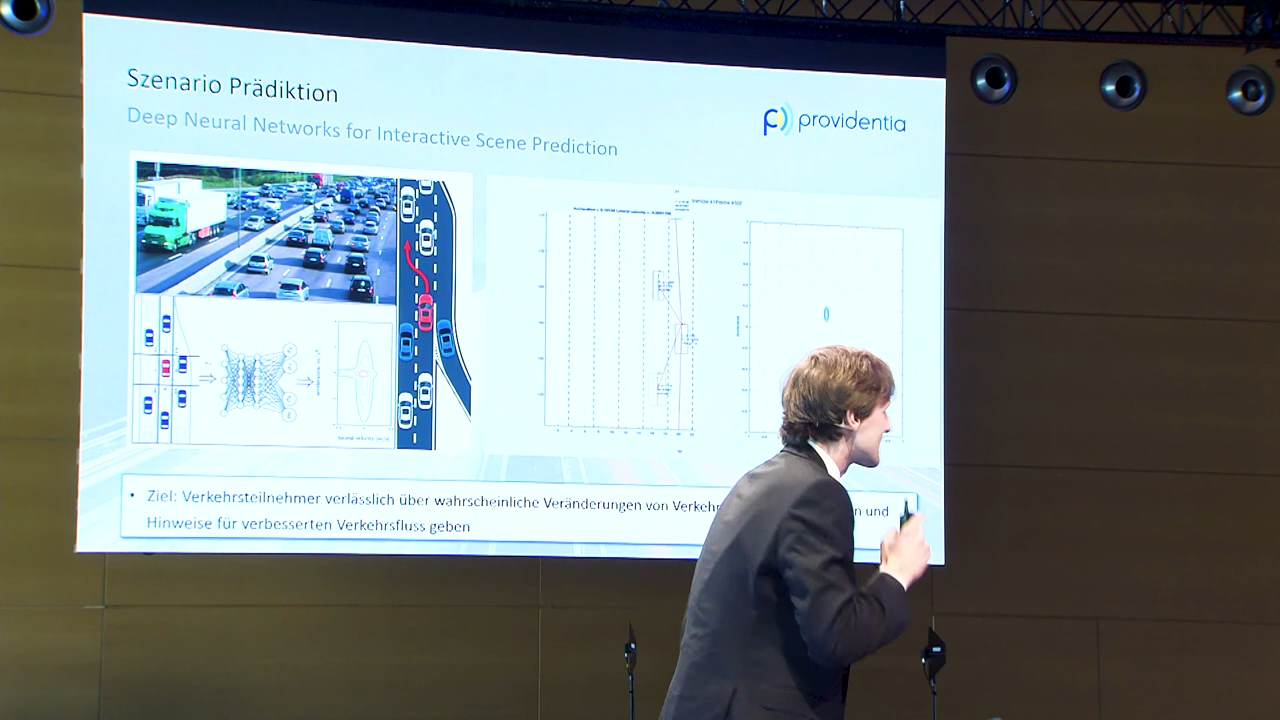 Szenario Prädiktion
Deep Neural Networks for Interactive Scene Prediction
providentia
• Ziel: Verkehrsteilnehmer verlässlich über wahrscheinliche Veränderungen von Verkehr
n und
Hinweise für verbesserten Verkehrsfluss geben